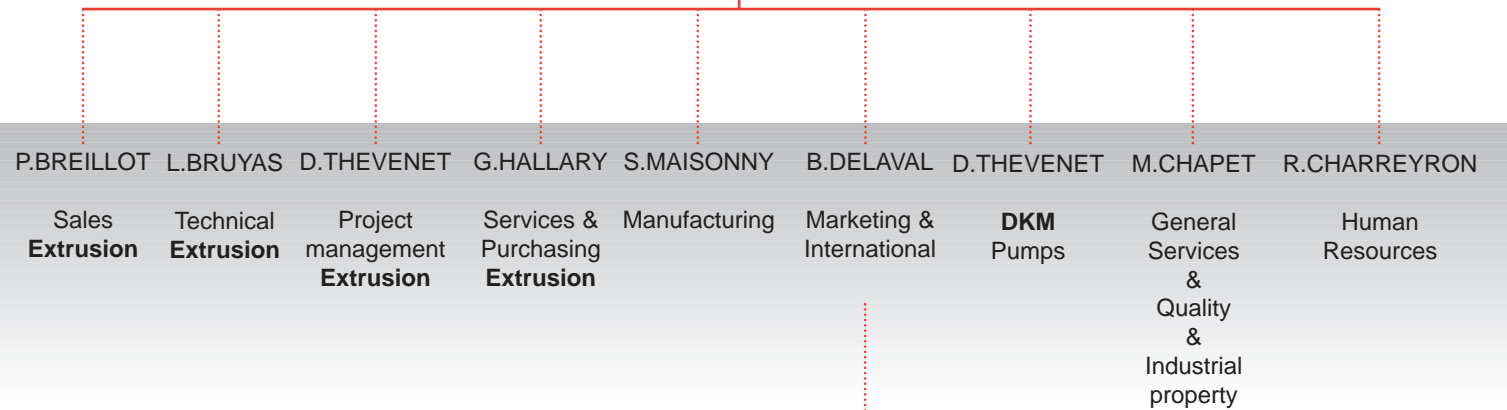 P.BREILLOT
Sales
Extrusion
L.BRUYAS
Technical
Extrusion
D.THEVENET
Project
management
Extrusion
G.HALLARY
Services &
Purchasing
Extrusion
S.MAISONNY
Manufacturing
B.DELAVAL
Marketing &
International
D.THEVENET
DKM
Pumps
M.CHAPET
General
Services
&
Quality
&
Industrial
property
R.CHARREYRON
Human
Resources